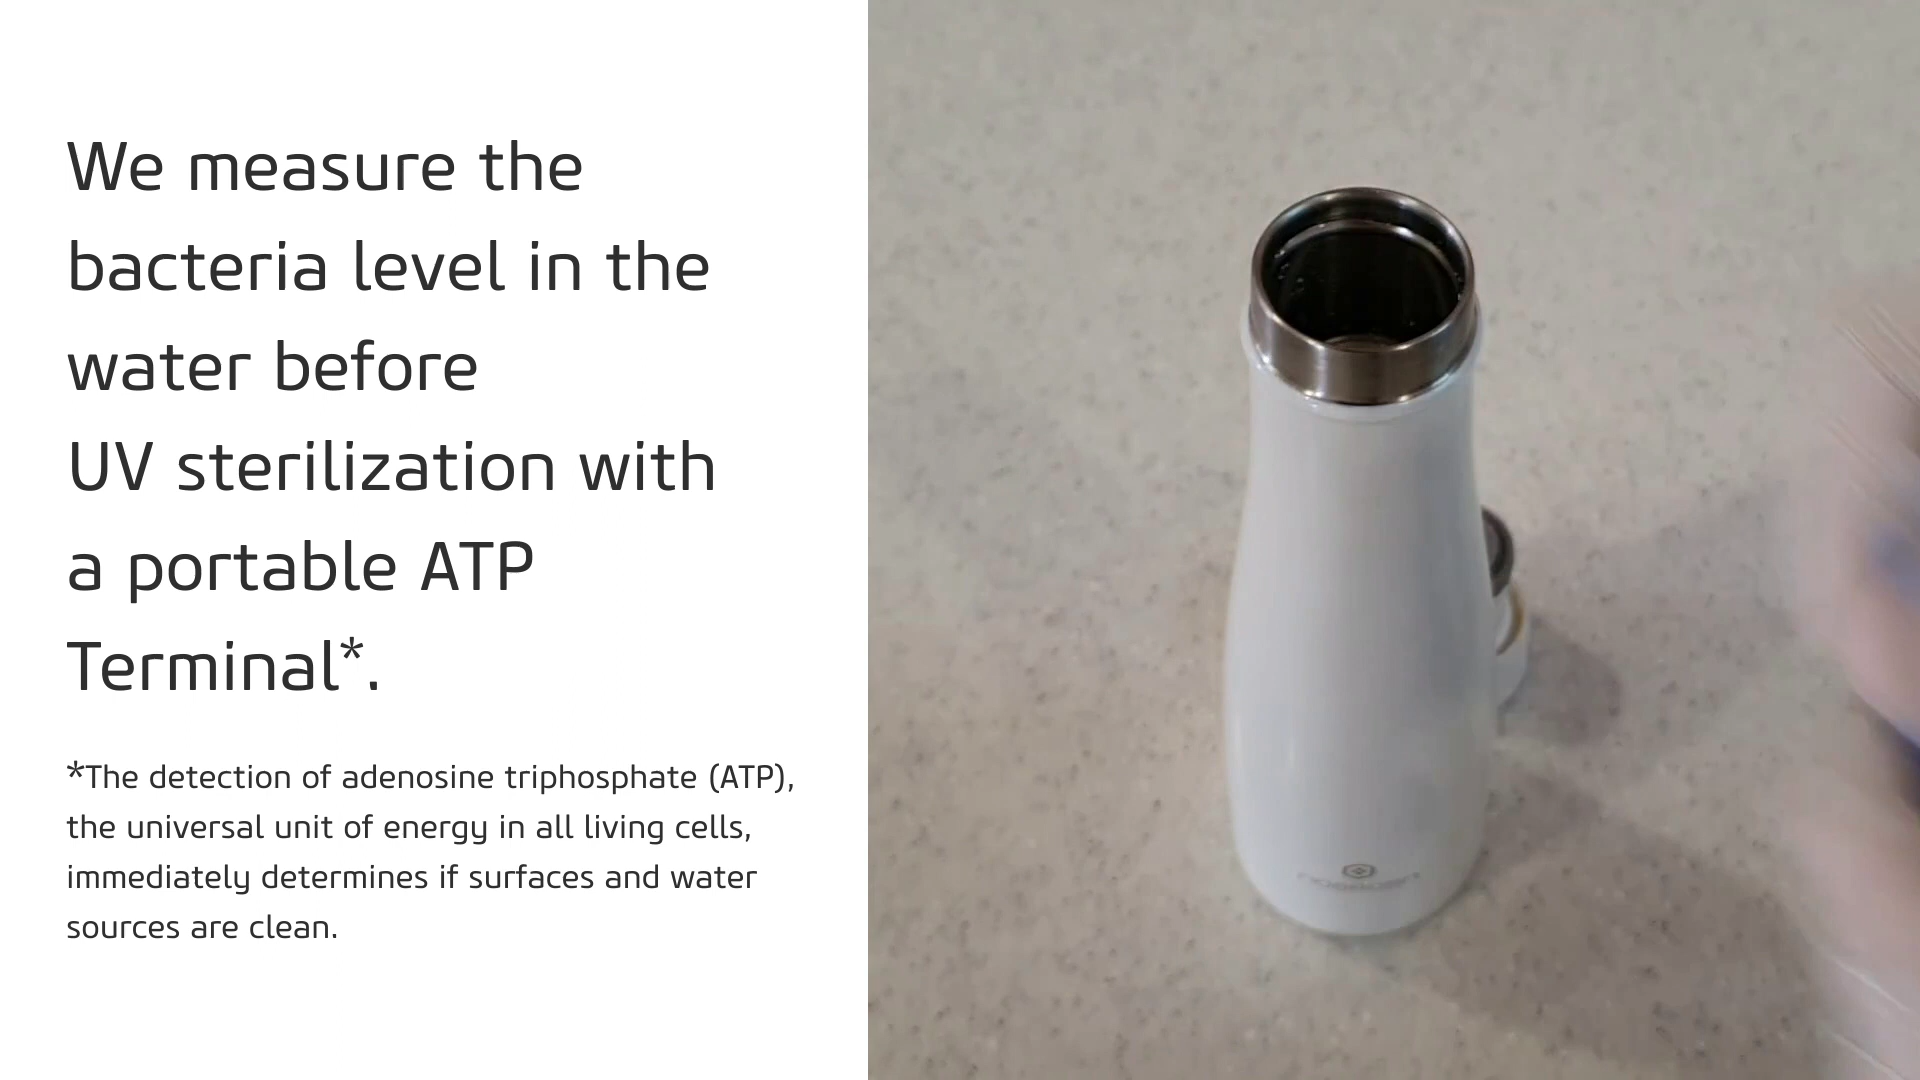 We measure the
bacteria level in the
water before
UV sterilization with
a portable ATP
Terminal*.
*The detection of adenosine triphosphate (ATP),
the universal unit of energy in all living cells,
immediately determines if surfaces and water
sources are clean.